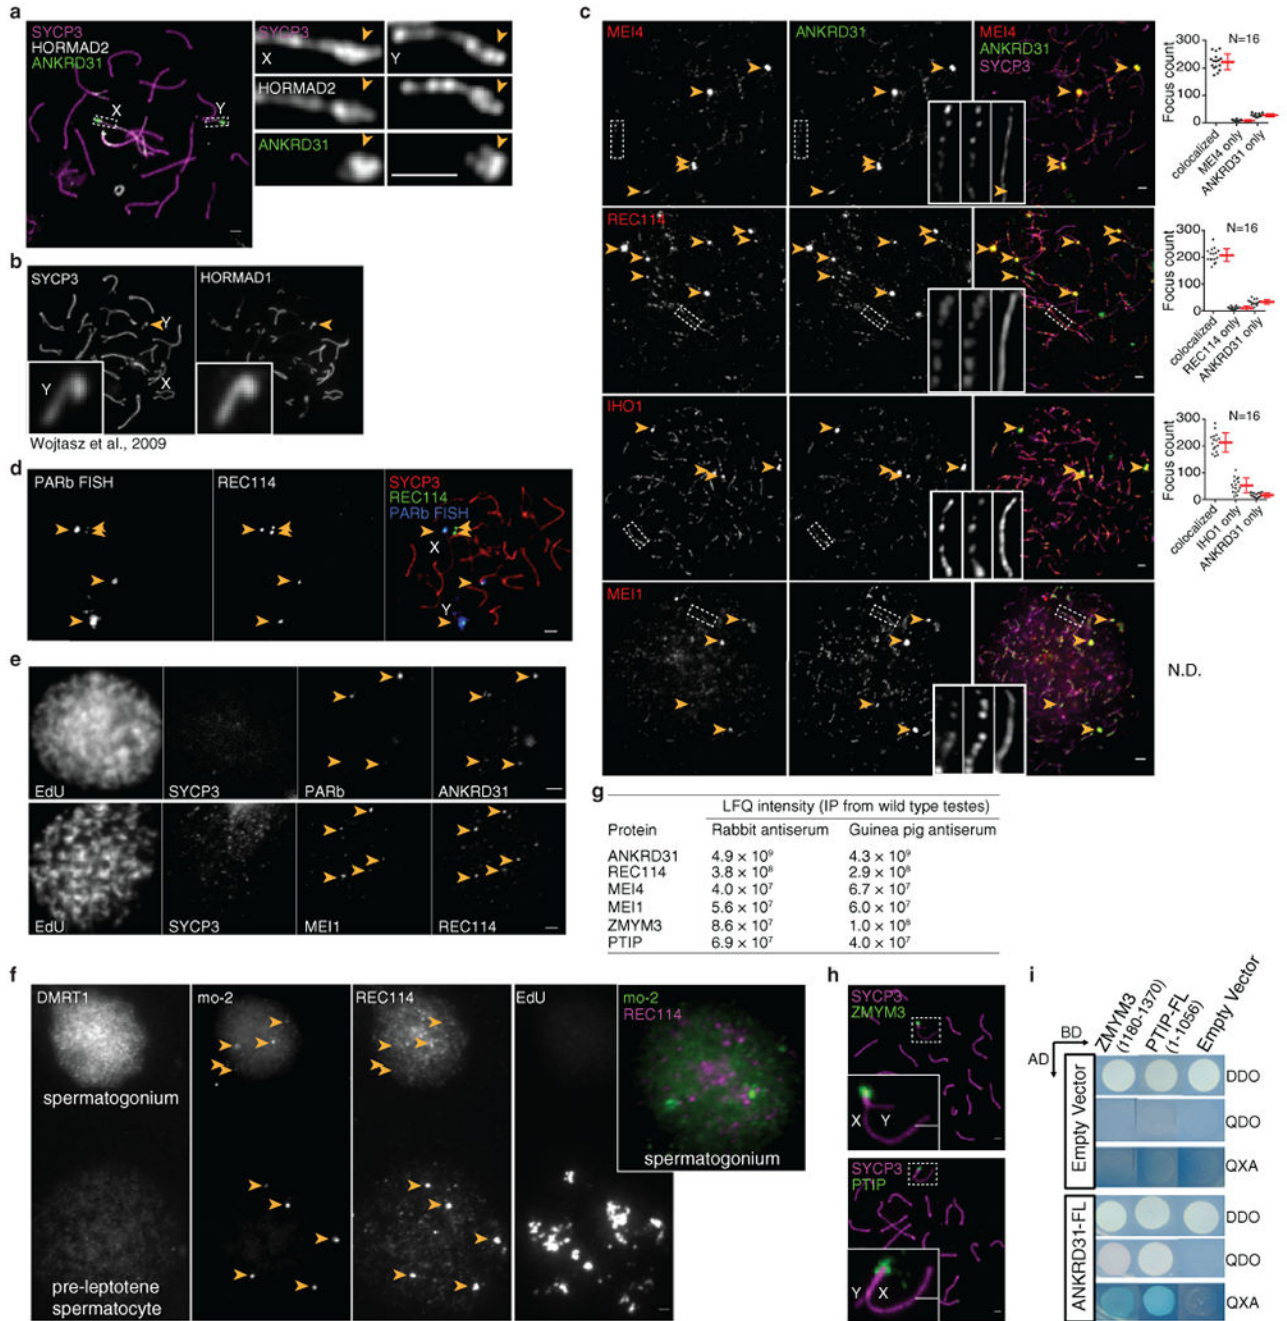 a
SYCP3
HORMAD2
ANKRD31
X
Y
SYCP3
X
Y
HORMAD2
ANKRD31
b
SYCP3
Y
X
Y
HORMAD1
Wojtasz et al., 2009
c
MEI4
ANKRD31
MEI4
ANKRD31
SYCP3
300
200
100
0
Focus count
N=16
colocalized
MEI4 only
ANKRD31 only
REC114
300
200
100
0
Focus count
N=16
colocalized
REC114 only
ANKRD31 only
IHO1
300
200
100
0
Focus count
N=16
colocalized
IHO1 only
ANKRD31 only
MEI1
N.D.
d
PARb FISH
REC114
SYCP3
REC114
PARb FISH
X
Y
e
EdU
SYCP3
PARb
ANKRD31
EdU
SYCP3
MEI1
REC114
g
LFQ intensity (IP from wild type testes)
Protein Rabbit antiserum Guinea pig antiserum
ANKRD31 4.9 × 10⁹ 4.3 × 10⁹
REC114 3.8 × 10⁸ 2.9 × 10⁸
MEI4 4.0 × 10⁷ 6.7 × 10⁷
MEI1 5.6 × 10⁷ 6.0 × 10⁷
ZMYM3 8.6 × 10⁷ 1.0 × 10⁸
PTIP 6.9 × 10⁷ 4.0 × 10⁷
f
DMRT1
mo-2
REC114
EdU
mo-2
REC114
spermatogonium
spermatogonium
pre-leptotene
spermatocyte
h
SYCP3
ZMYM3
X
Y
SYCP3
PTIP
Y
X
i
ZMYM3
(1180-1370)
PTIP-FL
(1-1056)
Empty Vector
BD
AD
Empty Vector
DDO
QDO
QXA
ANKRD31-FL
DDO
QDO
QXA